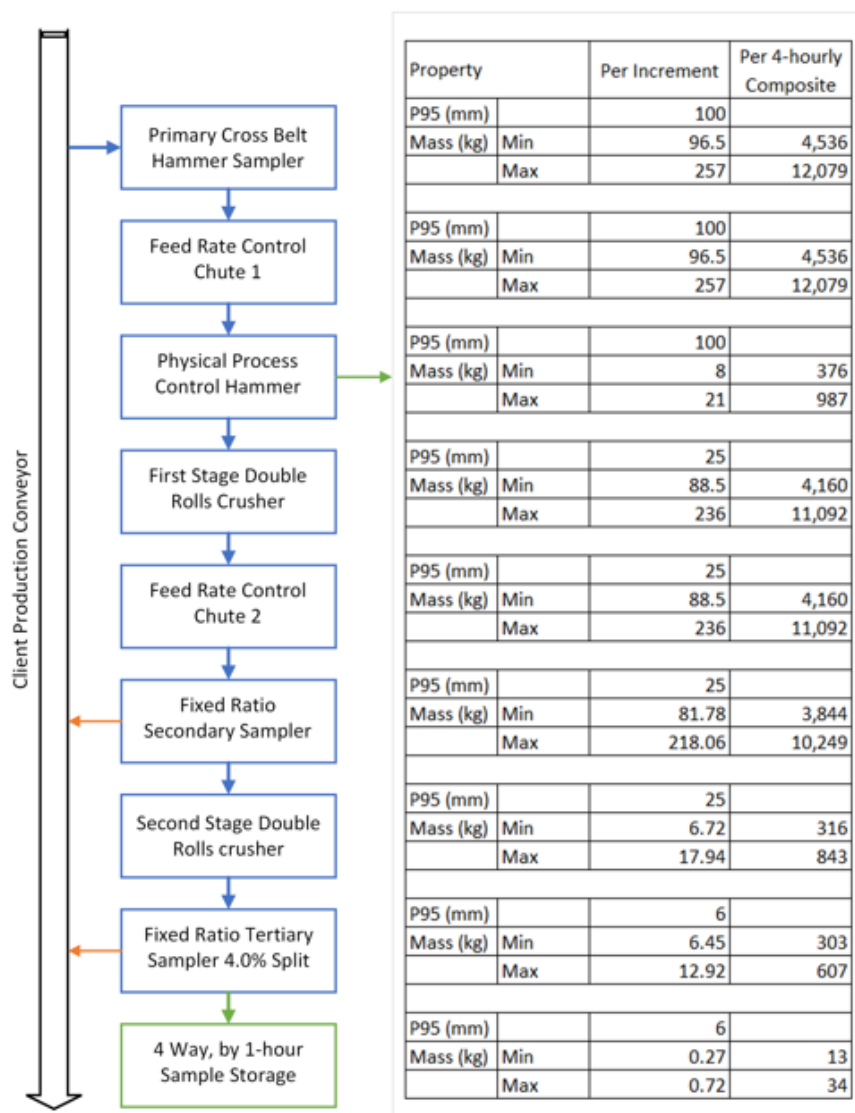 Client Production Conveyor
Primary Cross Belt
Hammer Sampler
Feed Rate Control
Chute 1
Physical Process
Control Hammer
First Stage Double
Rolls Crusher
Feed Rate Control
Chute 2
Fixed Ratio
Secondary Sampler
Second Stage Double
Rolls crusher
Fixed Ratio Tertiary
Sampler 4.0% Split
4 Way, by 1-hour
Sample Storage
Property Per Increment Per 4-hourly
Composite
P95 (mm) 100
Mass (kg) Min 96.5 4,536
Max 257 12,079
P95 (mm) 100
Mass (kg) Min 96.5 4,536
Max 257 12,079
P95 (mm) 100
Mass (kg) Min 8 376
Max 21 987
P95 (mm) 25
Mass (kg) Min 88.5 4,160
Max 236 11,092
P95 (mm) 25
Mass (kg) Min 88.5 4,160
Max 236 11,092
P95 (mm) 25
Mass (kg) Min 81.78 3,844
Max 218.06 10,249
P95 (mm) 25
Mass (kg) Min 6.72 316
Max 17.94 843
P95 (mm) 6
Mass (kg) Min 6.45 303
Max 12.92 607
P95 (mm) 6
Mass (kg) Min 0.27 13
Max 0.72 34